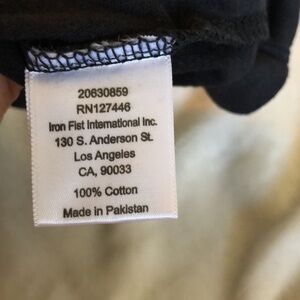 20630859
RN127446
Iron Fist International Inc.
130 S. Anderson St.
Los Angeles
CA, 90033
100% Cotton
Made in Pakistan